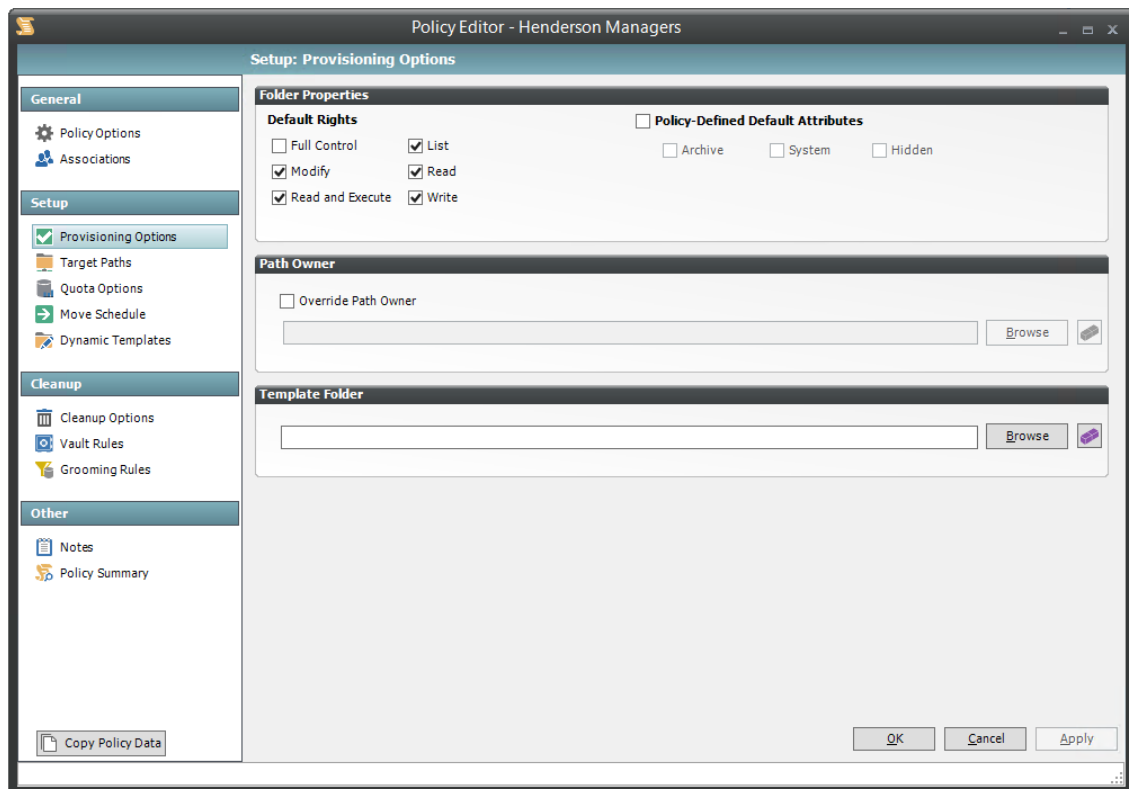 Policy Editor - Henderson Managers
Setup: Provisioning Options
General
Policy Options
Associations
Setup
Provisioning Options
Target Paths
Quota Options
Move Schedule
Dynamic Templates
Cleanup
Cleanup Options
Vault Rules
Grooming Rules
Other
Notes
Policy Summary
Copy Policy Data
Folder Properties
Default Rights
Full Control List
Modify Read
Read and Execute Write
Policy-Defined Default Attributes
Archive System Hidden
Path Owner
Override Path Owner
Browse
Template Folder
Browse
OK Cancel Apply